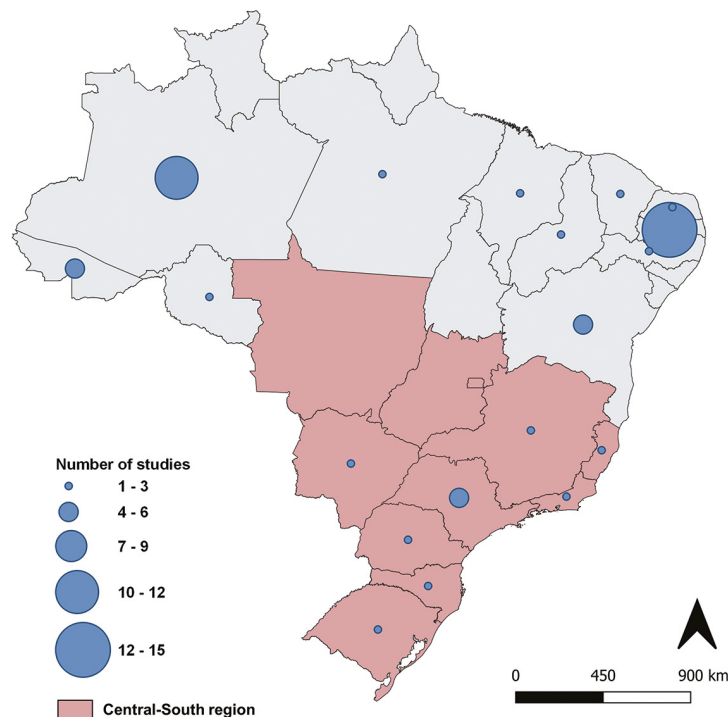 Number of studies
1 - 3
4 - 6
7 - 9
10 - 12
12 - 15
Central-South region
0 450 900 km